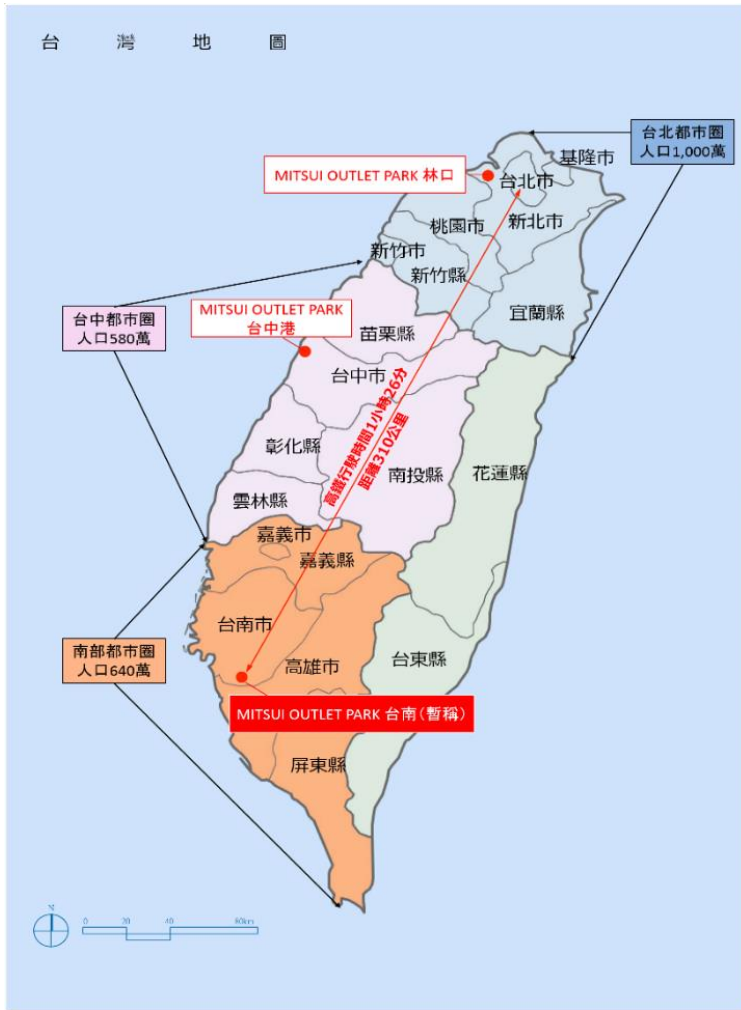 台灣地圖
台北都市圈
人口1,000萬
基隆市
MITSUI OUTLET PARK 林口
台北市
桃園市
新北市
新竹市
新竹縣
宜蘭縣
MITSUI OUTLET PARK
台中港
台中都市圈
人口580萬
苗栗縣
台中市
高鐵行駛時間1小時26分
距離310公里
彰化縣
南投縣
花蓮縣
雲林縣
嘉義市
嘉義縣
台南市
南部都市圈
人口640萬
高雄市
台東縣
MITSUI OUTLET PARK 台南(暫稱)
屏東縣
N
0 20 40 80km